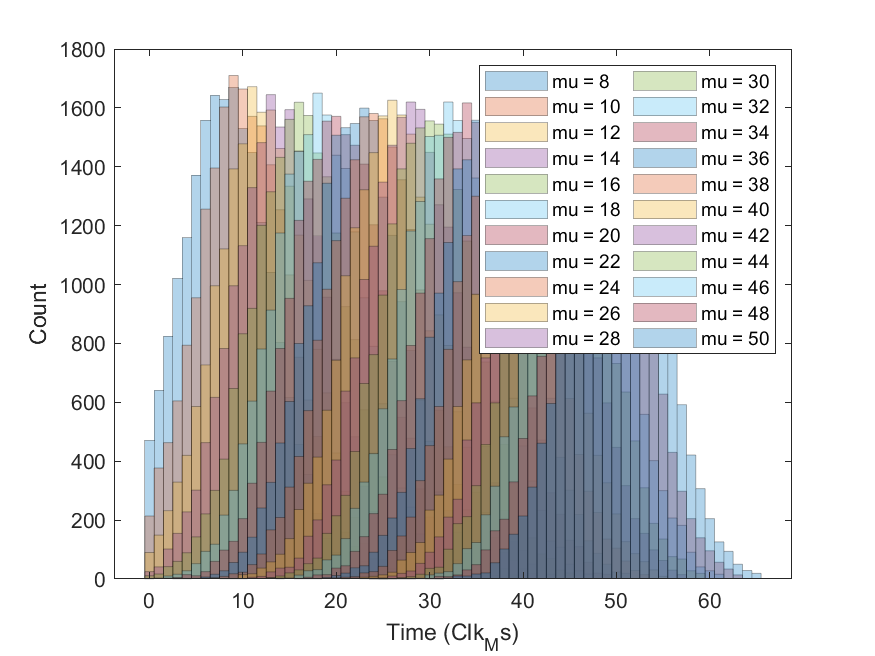 1800
1600
1400
1200
1000
800
600
400
200
0
Count
0 10 20 30 40 50 60
Time (Clk_Ms)
mu = 8
mu = 10
mu = 12
mu = 14
mu = 16
mu = 18
mu = 20
mu = 22
mu = 24
mu = 26
mu = 28
mu = 30
mu = 32
mu = 34
mu = 36
mu = 38
mu = 40
mu = 42
mu = 44
mu = 46
mu = 48
mu = 50